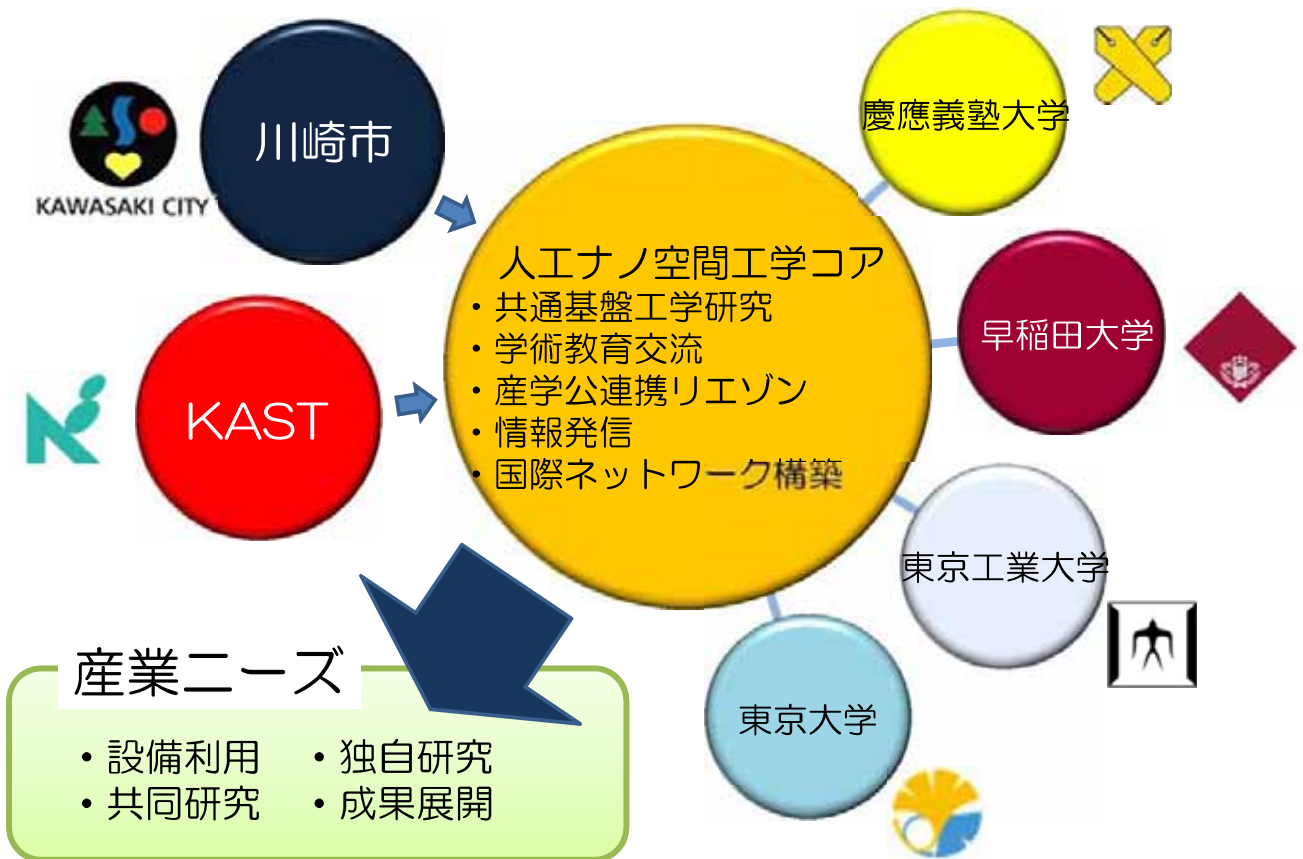 川崎市
KAWASAKI CITY
KAST
人工ナノ空間工学コア
・共通基盤工学研究
・学術教育交流
・産学公連携リエゾン
・情報発信
・国際ネットワーク構築
慶應義塾大学
早稲田大学
東京工業大学
東京大学
産業ニーズ
・設備利用
・独自研究
・共同研究
・成果展開